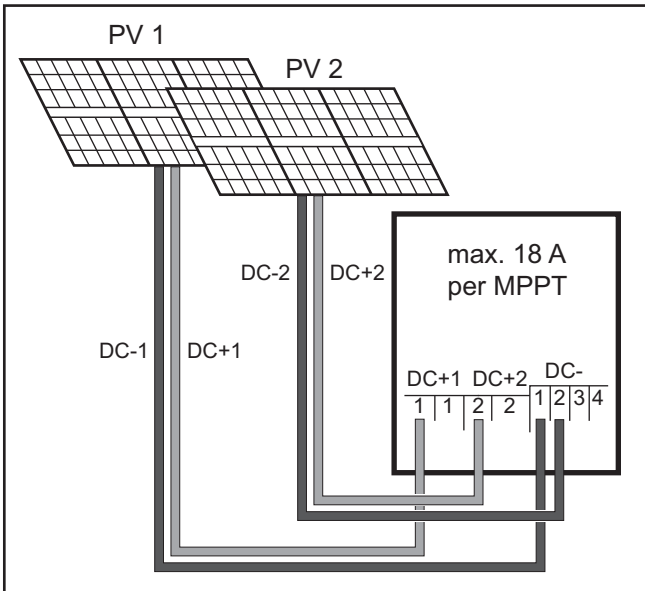 PV 1
PV 2
max. 18 A
per MPPT
DC-2
DC+2
DC-1
DC+1
DC+1 DC+2 DC-
1 1 2 2 1 2 3 4